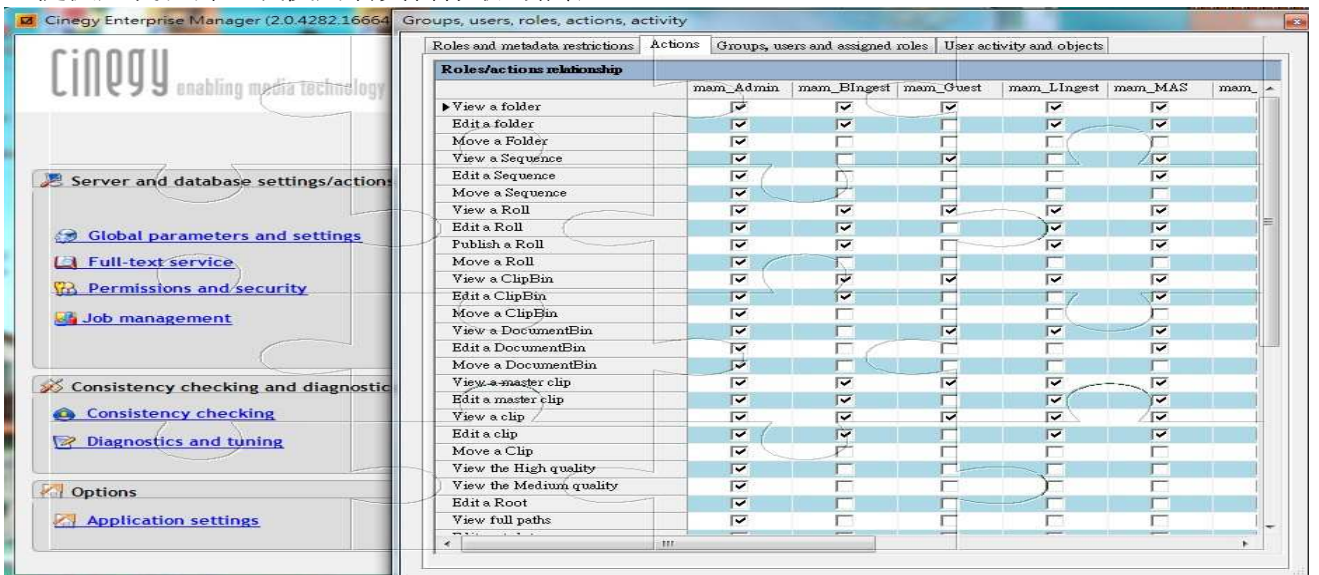 Cinegy Enterprise Manager (2.0.4282.16664
Groups, users, roles, actions, activity
cinegy enabling media technology
Roles and metadata restrictions Actions Groups, users and assigned roles User activity and objects
Roles/actions relationship
mam_Admin mam_BIngest mam_Guest mam_LIngest mam_MAS mam_
View a folder
Edit a folder
Move a Folder
View a Sequence
Edit a Sequence
Move a Sequence
View a Roll
Edit a Roll
Publish a Roll
Move a Roll
View a ClipBin
Edit a ClipBin
Move a ClipBin
View a DocumentBin
Edit a DocumentBin
Move a DocumentBin
View a master clip
Edit a master clip
View a clip
Edit a clip
Move a Clip
View the High quality
View the Medium quality
Edit a Root
View full paths
Server and database settings/actions
Global parameters and settings
Full-text service
Permissions and security
Job management
Consistency checking and diagnostic
Consistency checking
Diagnostics and tuning
Options
Application settings